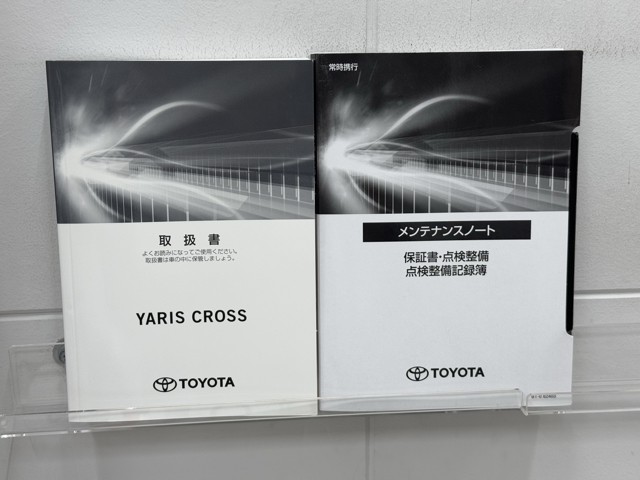 取扱書
よくお読みになってご使用ください。
取扱書は車の中に保管しましょう。
YARIS CROSS
TOYOTA
常時携行
メンテナンスノート
保証書・点検整備
点検整備記録簿
TOYOTA